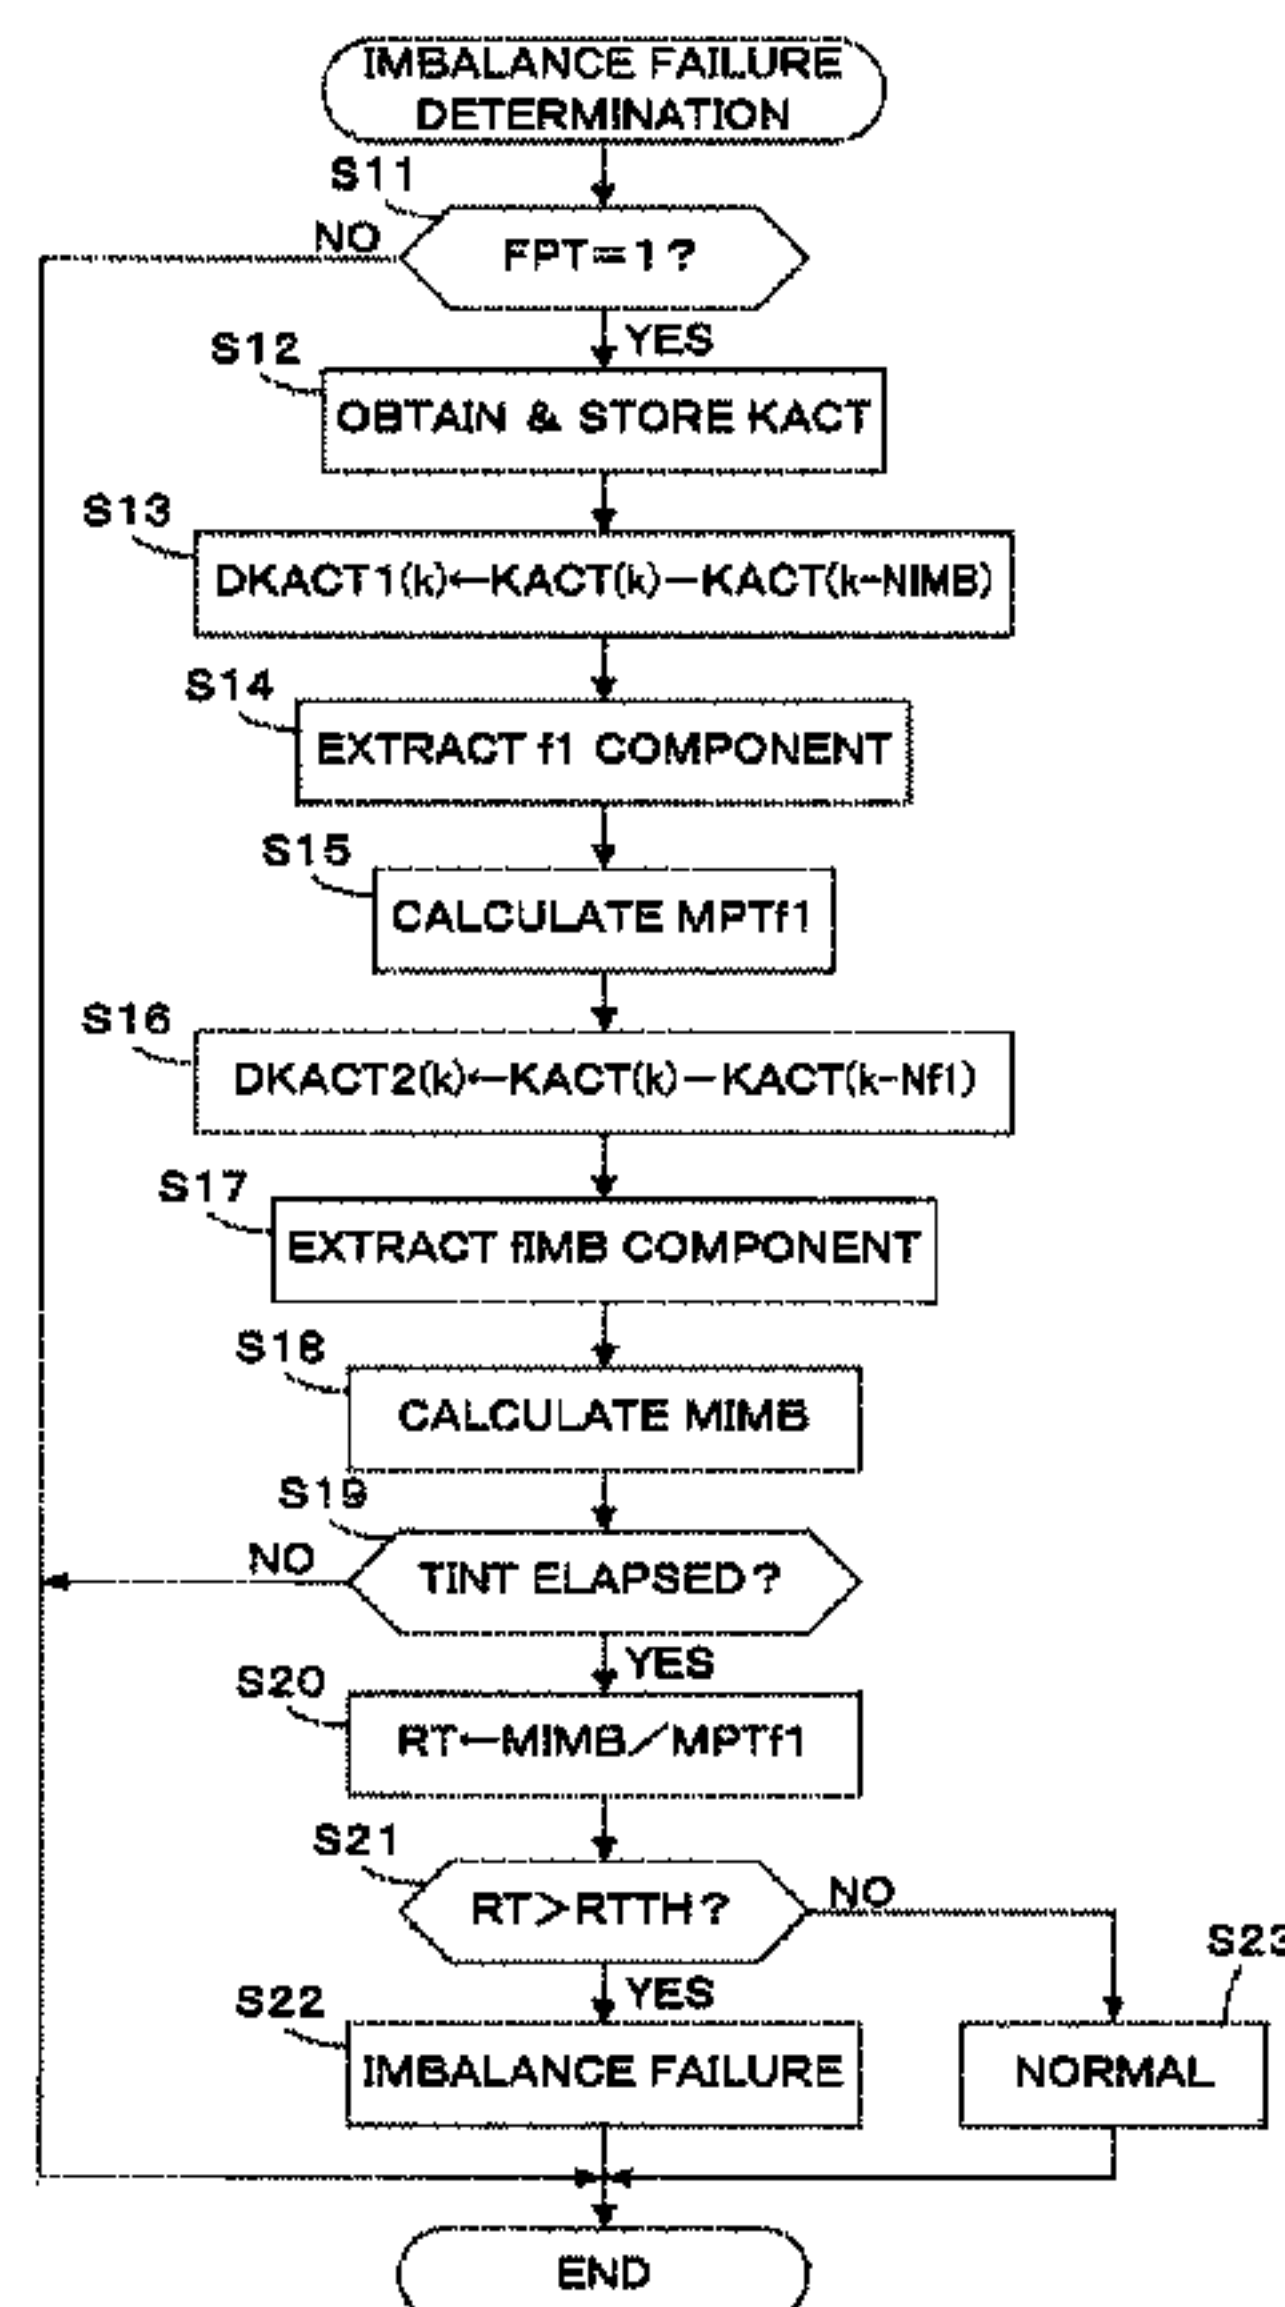 IMBALANCE FAILURE
DETERMINATION
S11
NO
FPT=1?
YES
S12
OBTAIN & STORE KACT
S13
DKACT1(k)←KACT(k)-KACT(k-NIMB)
S14
EXTRACT f1 COMPONENT
S15
CALCULATE MPTf1
S16
DKACT2(k)←KACT(k)-KACT(k-Nf1)
S17
EXTRACT fIMB COMPONENT
S18
CALCULATE MIMB
S19
NO
TINT ELAPSED?
YES
S20
RT←MIMB/MPTf1
S21
RT>RTTH?
NO
YES
S22
S23
IMBALANCE FAILURE
NORMAL
END